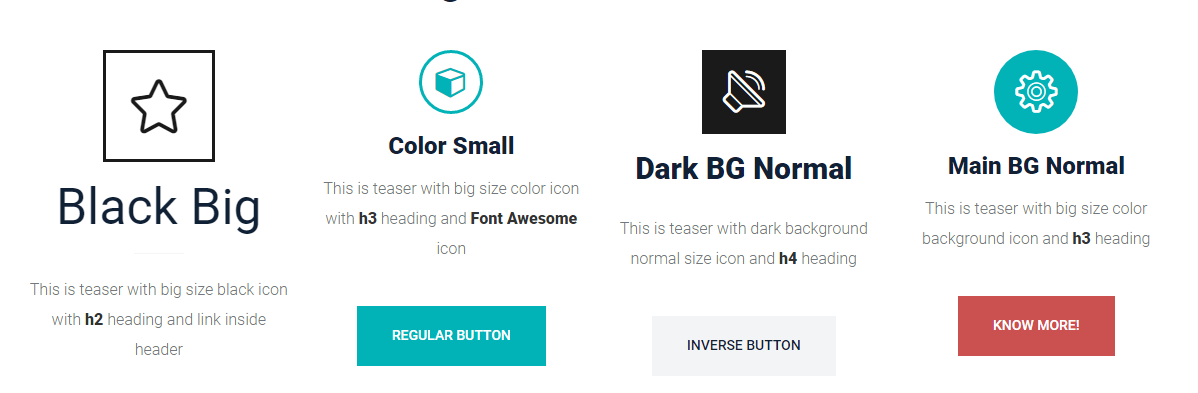 Black Big
This is teaser with big size black icon
with h2 heading and link inside
header
Color Small
This is teaser with big size color icon
with h3 heading and Font Awesome
icon
REGULAR BUTTON
Dark BG Normal
This is teaser with dark background
normal size icon and h4 heading
INVERSE BUTTON
Main BG Normal
This is teaser with big size color
background icon and h3 heading
KNOW MORE!